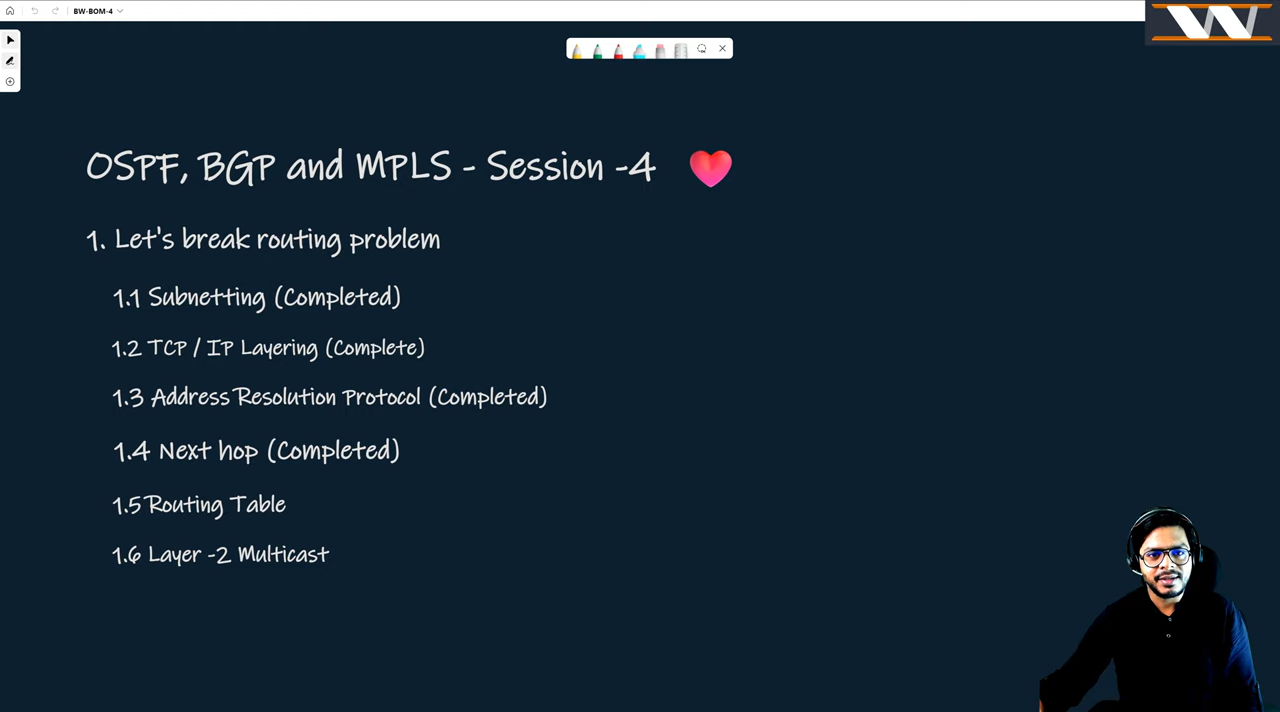 BW-BOM-4
OSPF, BGP and MPLS - Session -4
1. Let's break routing problem
1.1 Subnetting (Completed)
1.2 TCP / IP Layering (Complete)
1.3 Address Resolution Protocol (Completed)
1.4 Next hop (Completed)
1.5 Routing Table
1.6 Layer -2 Multicast